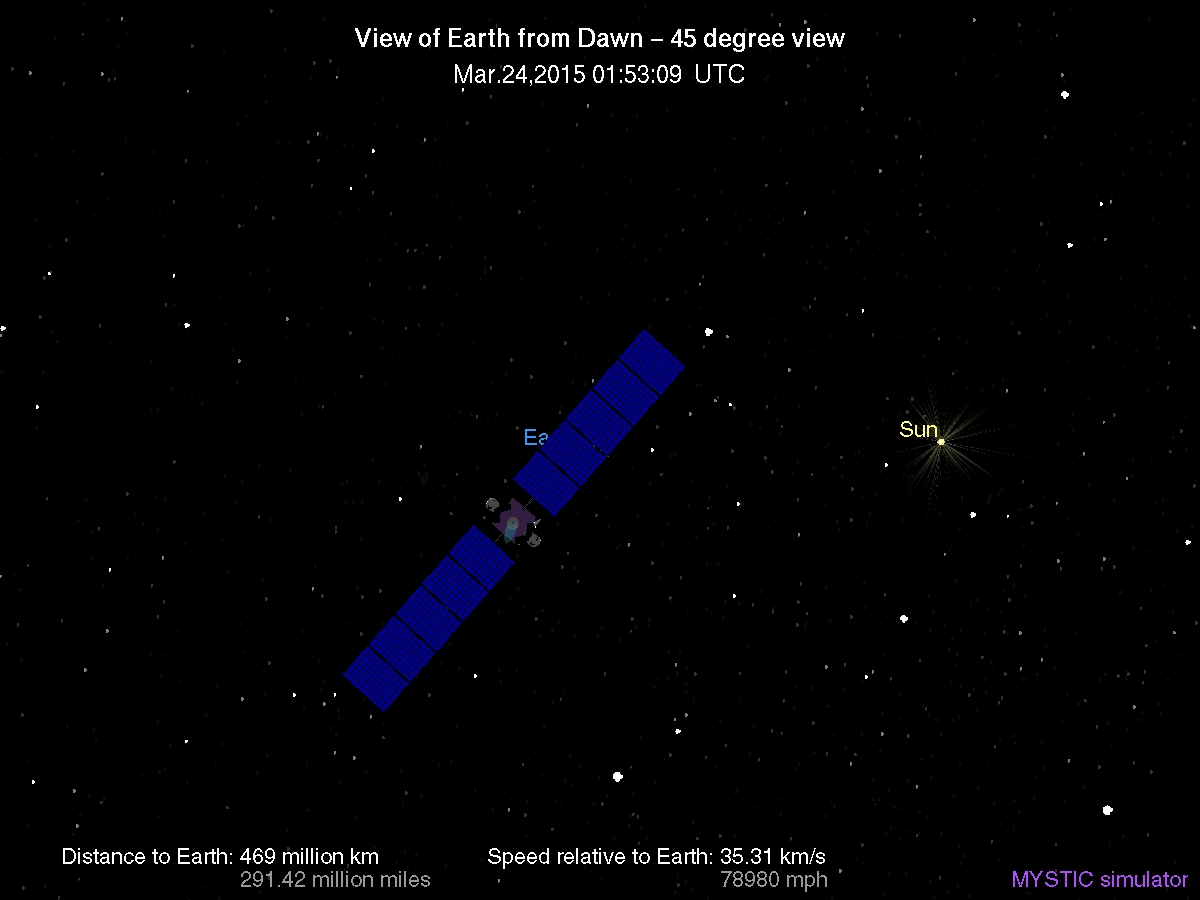 View of Earth from Dawn – 45 degree view
Mar.24,2015 01:53:09 UTC
Ea
Sun
Distance to Earth: 469 million km
291.42 million miles
Speed relative to Earth: 35.31 km/s
78980 mph
MYSTIC simulator